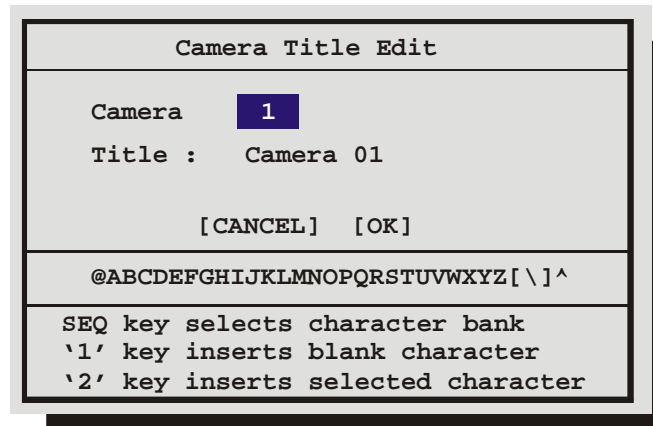 Camera Title Edit
Camera 1
Title : Camera 01
[CANCEL] [OK]
@ABCDEFGHIJKLMNOPQRSTUVWXYZ[\]^
SEQ key selects character bank
‘1’ key inserts blank character
‘2’ key inserts selected character